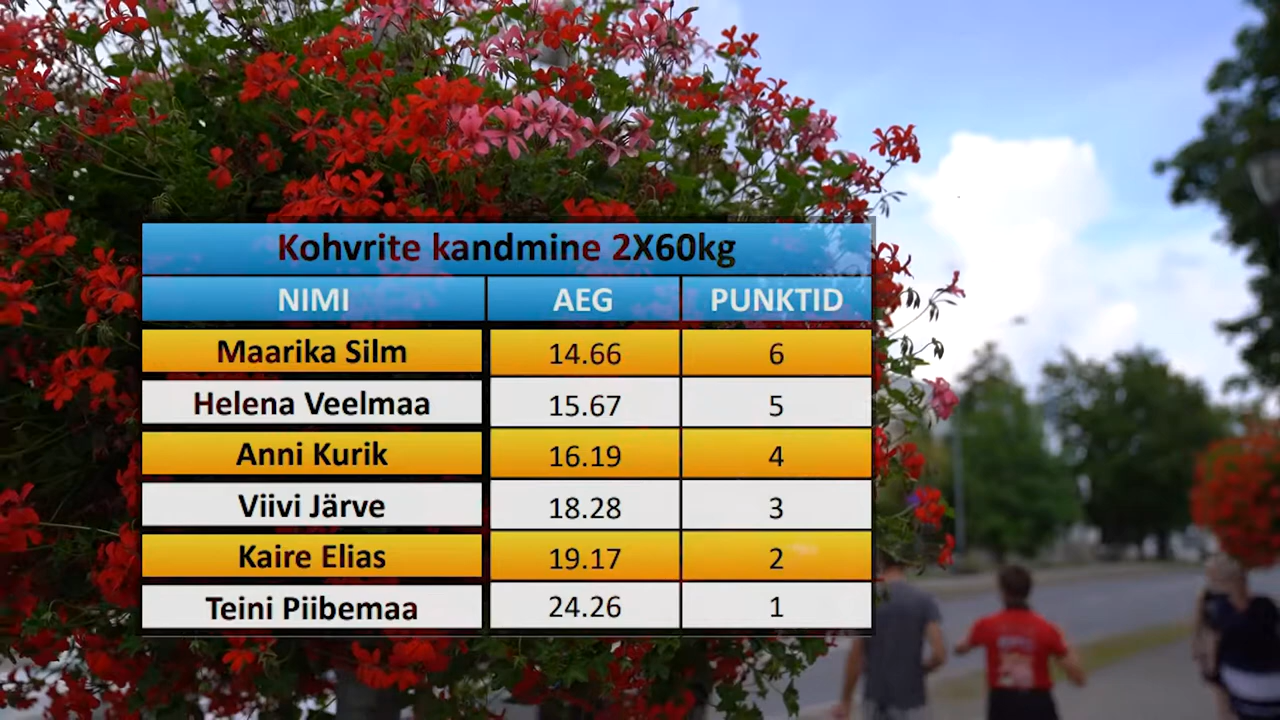 Kohvrite kandmine 2X60kg
NIMI AEG PUNKTID
Maarika Silm 14.66 6
Helena Veelmaa 15.67 5
Anni Kurik 16.19 4
Viivi Järve 18.28 3
Kaire Elias 19.17 2
Teini Piibemaa 24.26 1